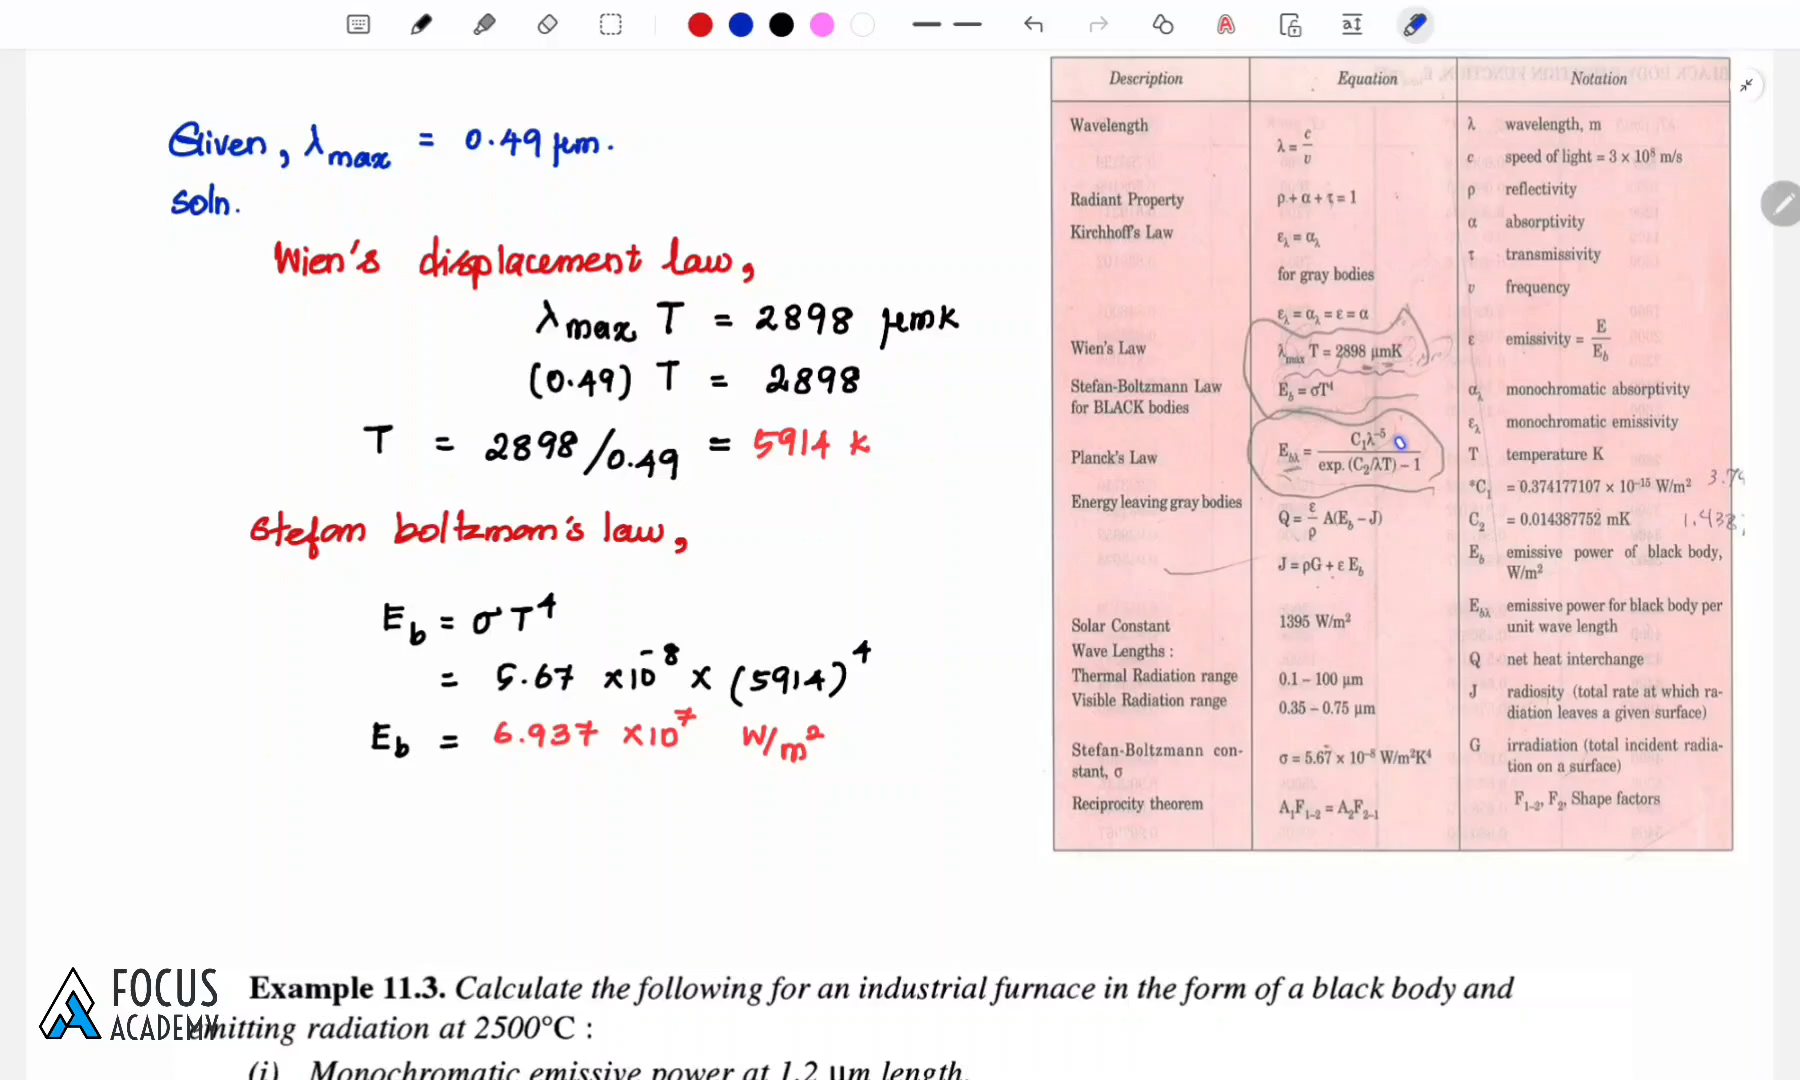 Given, λmax = 0.49 μm.
soln.
Wien's displacement law,
λmax T = 2898 μmk
(0.49) T = 2898
T = 2898/0.49 = 5914 k
Stefan boltzman's law,
Eb = σT⁴
= 5.67 ×10⁻⁸ × (5914)⁴
Eb = 6.937 ×10⁷ W/m²
Description Equation Notation
Wavelength λ = c/υ λ wavelength, m
c speed of light = 3 × 10⁸ m/s
Radiant Property ρ + α + τ = 1 ρ reflectivity
Kirchhoff's Law ελ = αλ α absorptivity
for gray bodies τ transmissivity
υ frequency
ελ = αλ = ε = α
Wien's Law λmax T = 2898 μmK ε emissivity = E/Eb
Stefan-Boltzmann Law Eb = σT⁴ αλ monochromatic absorptivity
for BLACK bodies
ελ monochromatic emissivity
Planck's Law Ebλ = C₁λ⁻⁵ / exp. (C₂/λT) – 1 T temperature K
*C₁ = 0.374177107 × 10⁻¹⁵ W/m²
Energy leaving gray bodies Q = ε/ρ A(Eb – J) C₂ = 0.014387752 mK
J = ρG + ε Eb Eb emissive power of black body,
W/m²
Solar Constant 1395 W/m² Ebλ emissive power for black body per
unit wave length
Wave Lengths :
Thermal Radiation range 0.1 – 100 μm Q net heat interchange
Visible Radiation range 0.35 – 0.75 μm J radiosity (total rate at which ra-
diation leaves a given surface)
Stefan-Boltzmann con- σ = 5.67 × 10⁻⁸ W/m²K⁴ G irradiation (total incident radia-
stant, σ tion on a surface)
Reciprocity theorem A₁F₁₋₂ = A₂F₂₋₁ F₁₋₂, F₂, Shape factors
FOCUS
ACADEMY
Example 11.3. Calculate the following for an industrial furnace in the form of a black body and
emitting radiation at 2500°C :
(i) Monochromatic emissive power at 1.2 μm length.